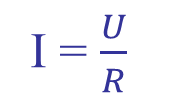 I = U/R